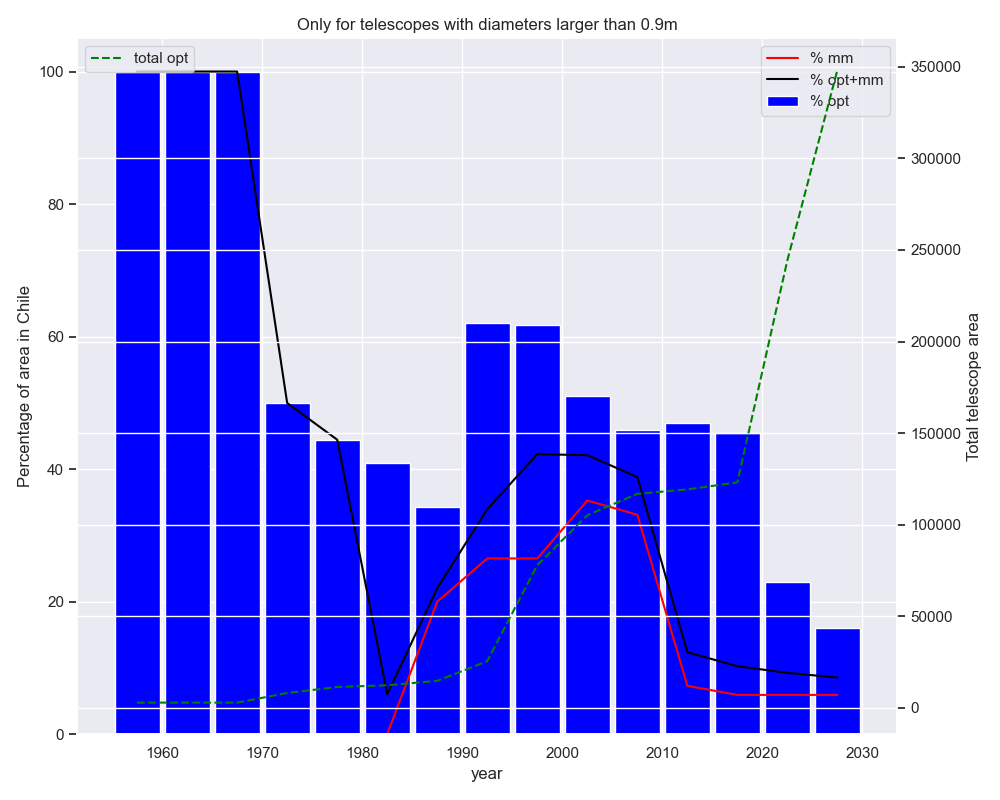 Only for telescopes with diameters larger than 0.9m
total opt
% mm
% opt+mm
% opt
100
80
60
40
20
0
Percentage of area in Chile
350000
300000
250000
200000
150000
100000
50000
0
Total telescope area
1960 1970 1980 1990 2000 2010 2020 2030
year